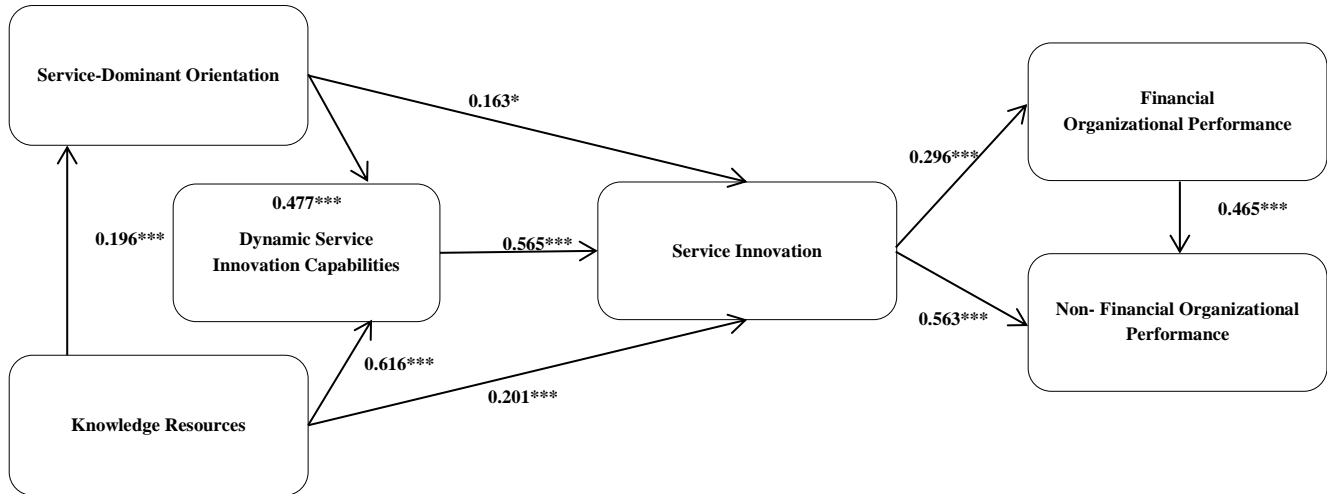 Service-Dominant Orientation
0.163*
Financial
Organizational Performance
0.296***
0.477***
Dynamic Service
Innovation Capabilities
0.196***
0.565***
Service Innovation
0.465***
0.563***
Non- Financial Organizational
Performance
0.616***
0.201***
Knowledge Resources